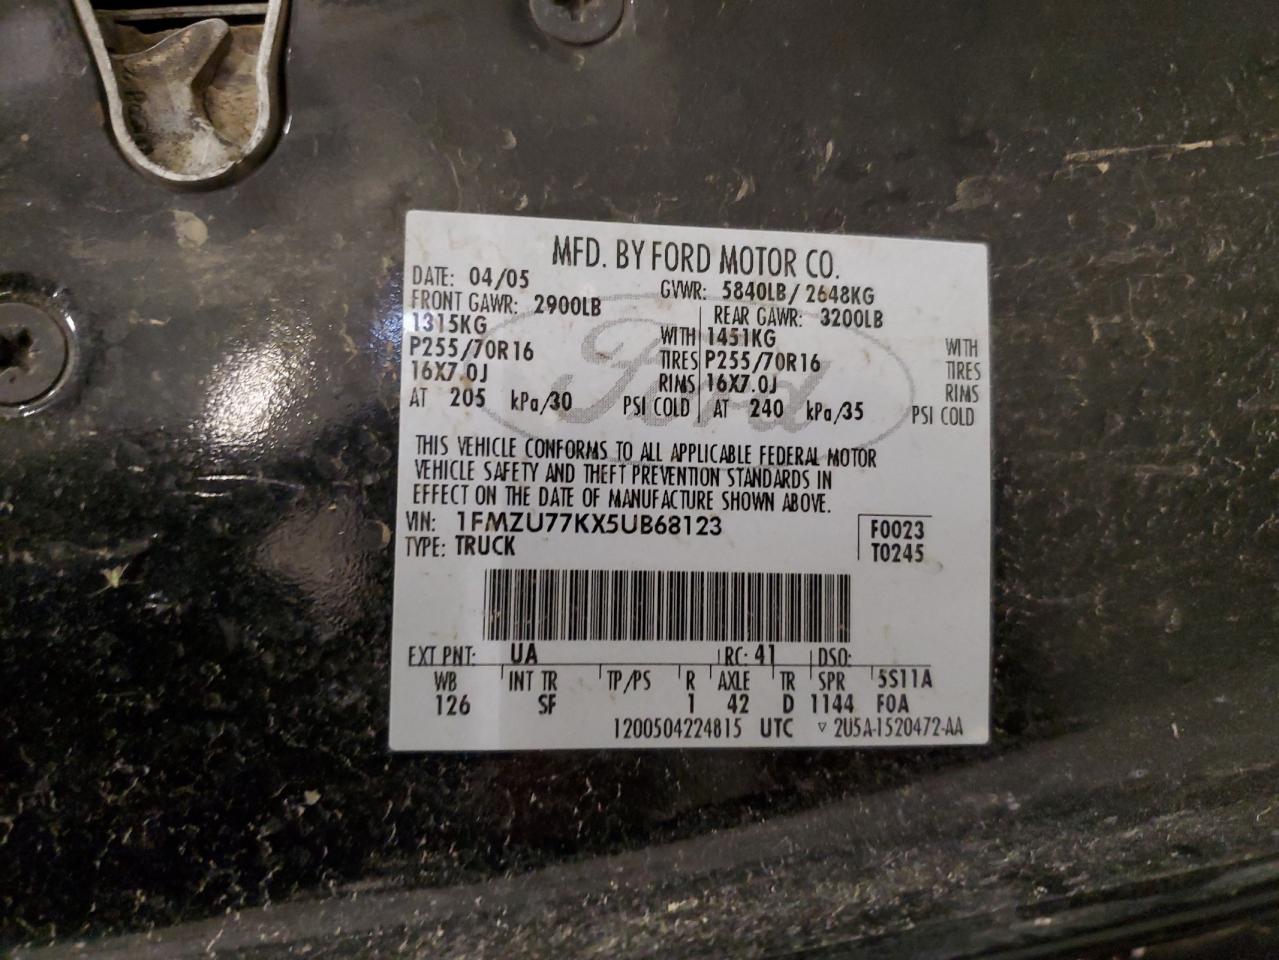 MFD. BY FORD MOTOR CO.
DATE: 04/05 GVWR: 5840LB/2648KG
FRONT GAWR: 2900LB REAR GAWR: 3200LB
1315KG WITH 1451KG WITH
P255/70R16 TIRES P255/70R16 TIRES
16X7.0J RIMS 16X7.0J RIMS
AT 205 kPa/30 PSI COLD AT 240 kPa/35 PSI COLD
Ford
THIS VEHICLE CONFORMS TO ALL APPLICABLE FEDERAL MOTOR
VEHICLE SAFETY AND THEFT PREVENTION STANDARDS IN
EFFECT ON THE DATE OF MANUFACTURE SHOWN ABOVE.
VIN: 1FMZU77KX5UB68123 F0023
TYPE: TRUCK T0245
EXT PNT: UA RC: 41 DSO:
WB INT TR TP/PS R AXLE TR SPR 5S11A
126 SF 1 42 D 1144 F0A
1200504224815 UTC ▽ 2U5A-1520472-AA